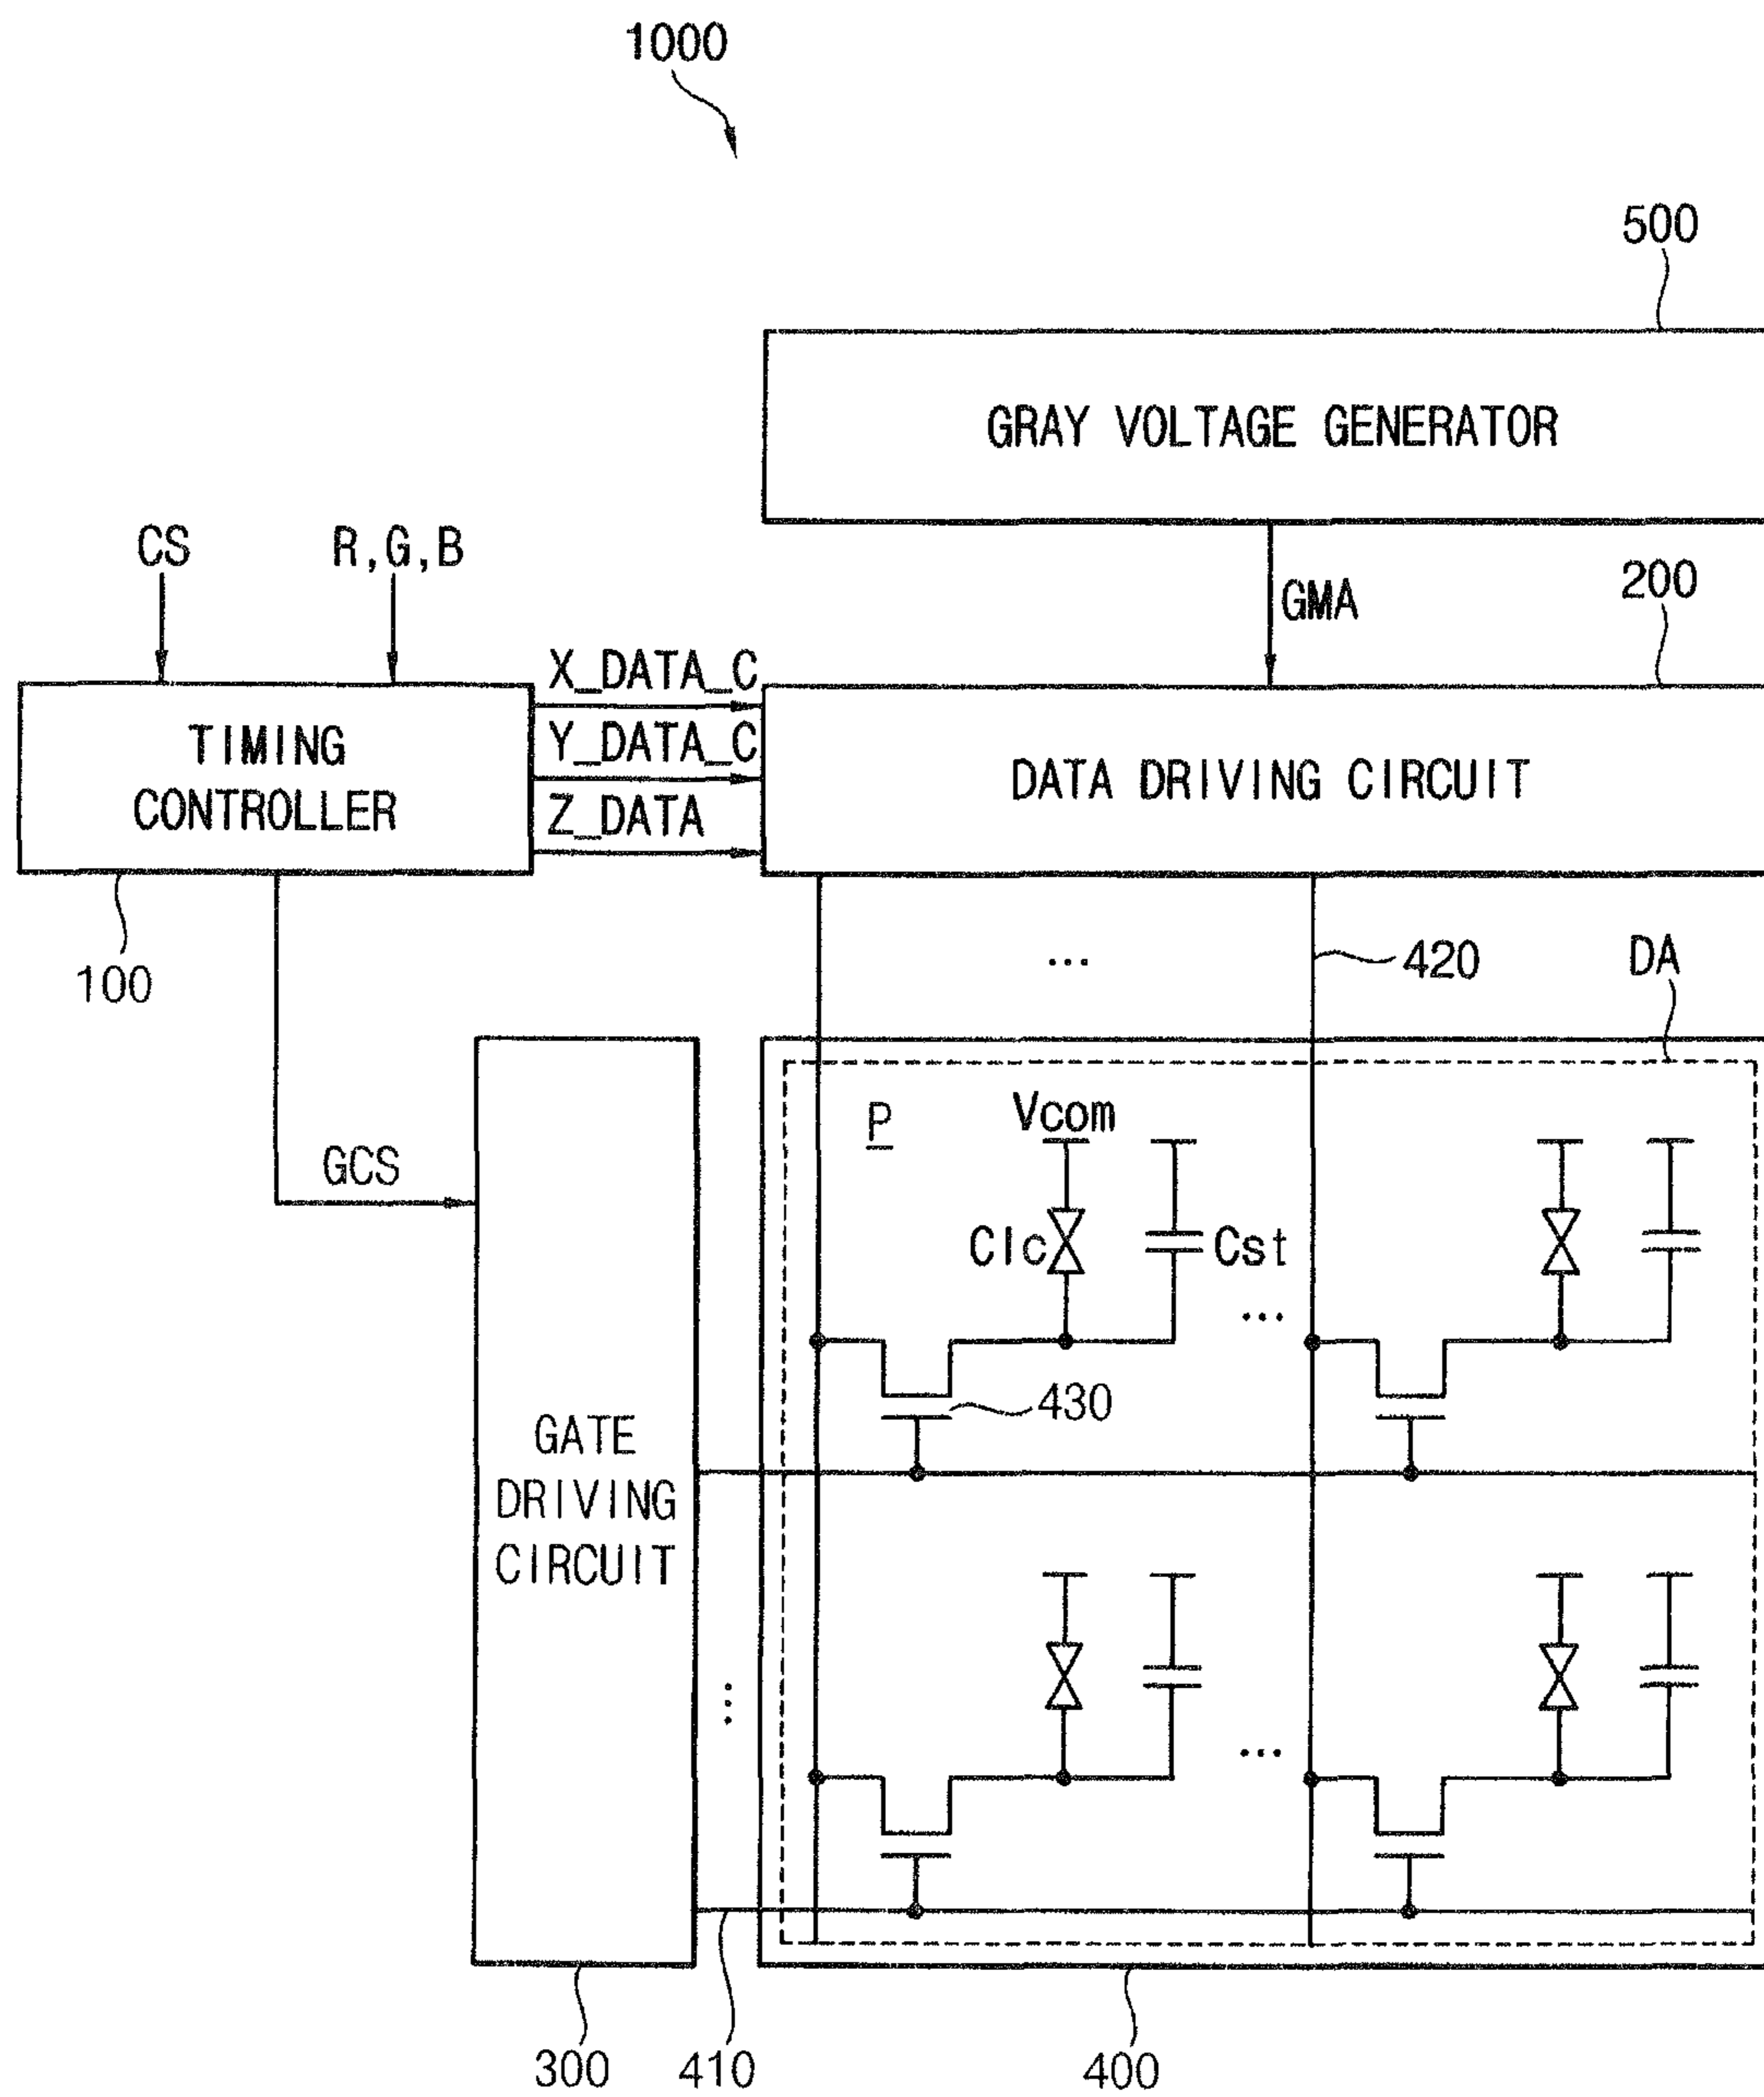 1000
500
GRAY VOLTAGE GENERATOR
CS
R,G,B
GMA
200
X_DATA_C
Y_DATA_C
Z_DATA
TIMING
CONTROLLER
DATA DRIVING CIRCUIT
100
...
420
DA
GCS
P
Vcom
Clc
Cst
...
430
GATE
DRIVING
CIRCUIT
...
...
300
410
400